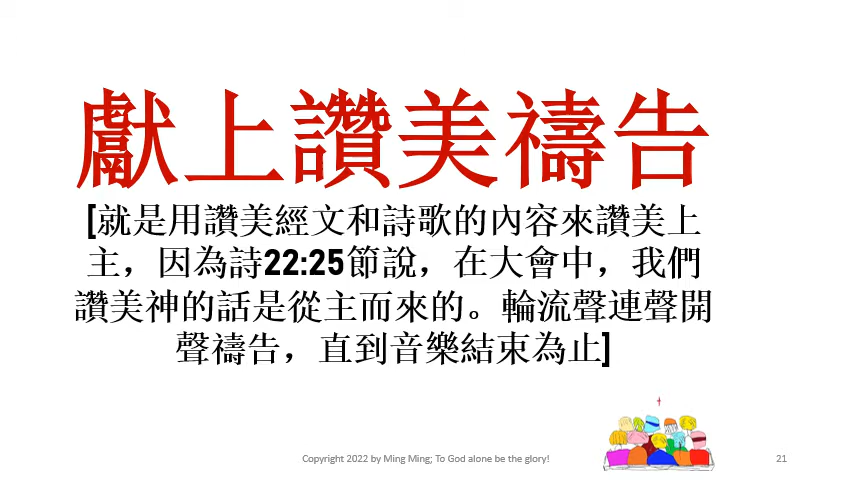 獻上讚美禱告
[就是用讚美經文和詩歌的內容來讚美上
主，因為詩22:25節說，在大會中，我們
讚美神的話是從主而來的。輪流聲連聲開
聲禱告，直到音樂結束為止]
Copyright 2022 by Ming Ming; To God alone be the glory!
21